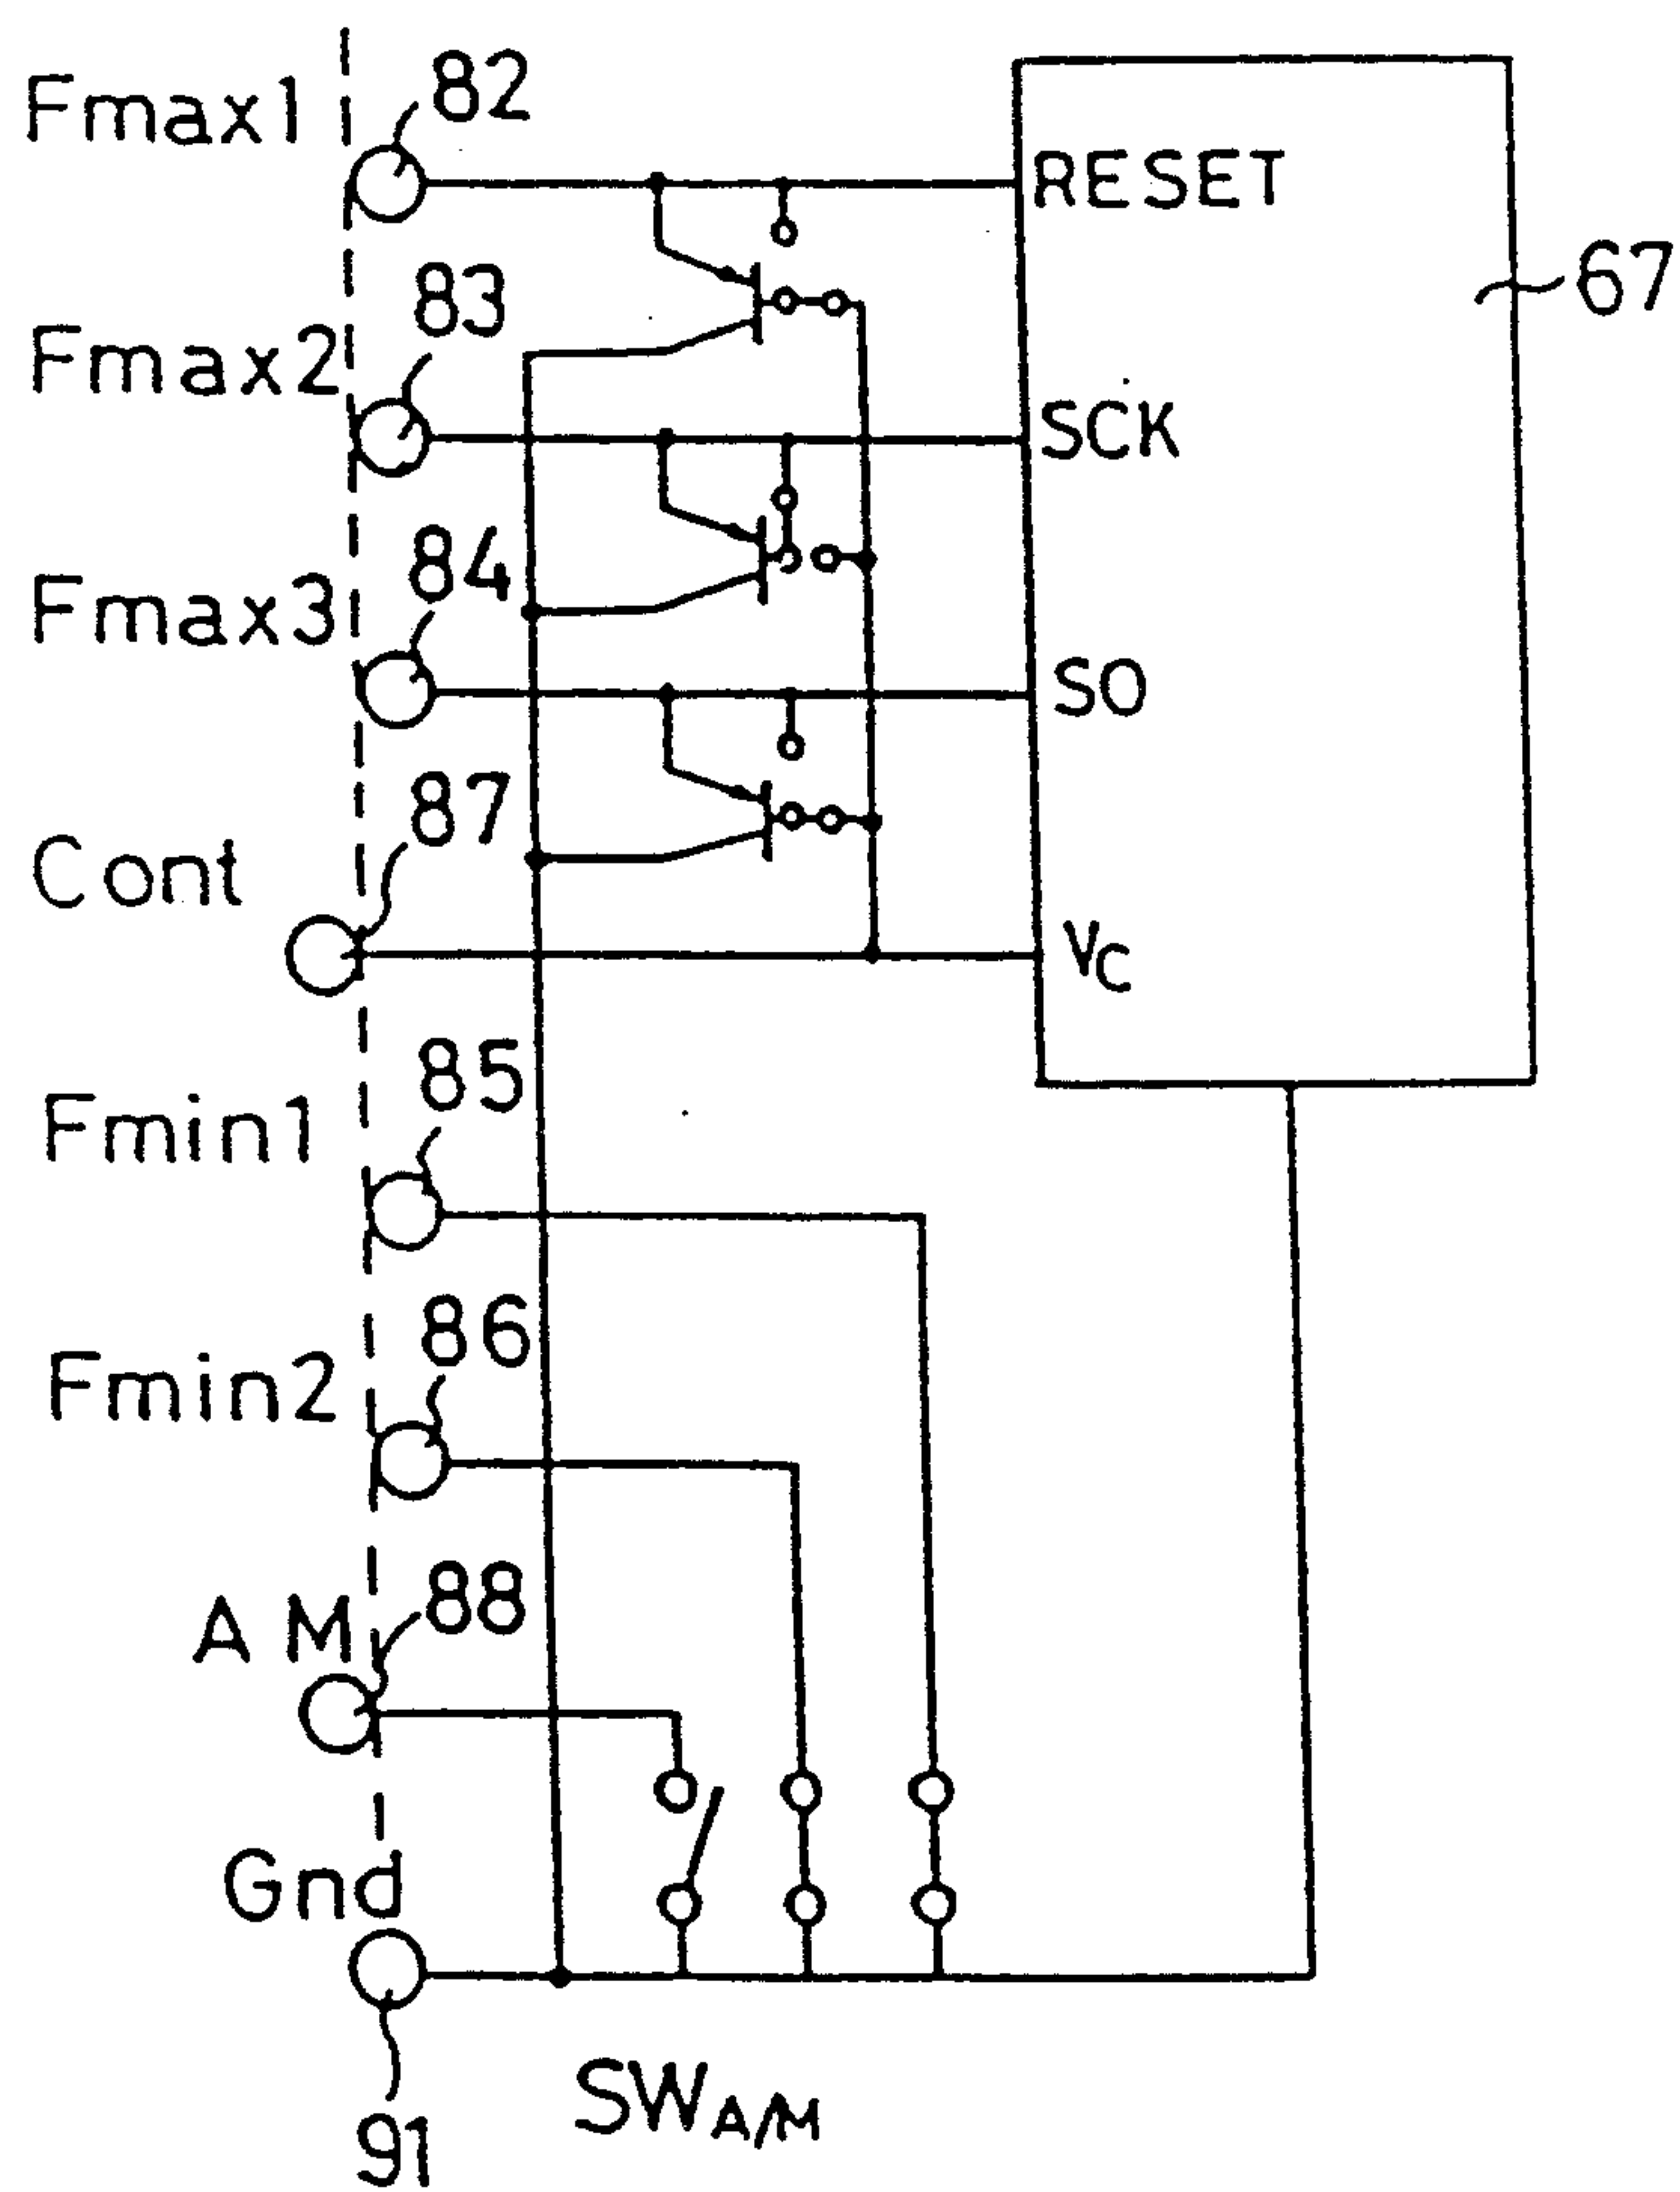 Fmax1
82
RESET
67
Fmax2
83
SCK
Fmax3
84
SO
Cont
87
VC
Fmin1
85
Fmin2
86
A M
88
Gnd
91
SWA/M